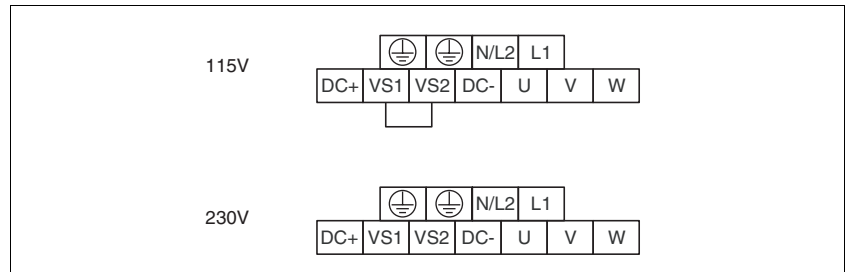 115V
N/L2 L1
DC+ VS1 VS2 DC- U V W
230V
N/L2 L1
DC+ VS1 VS2 DC- U V W